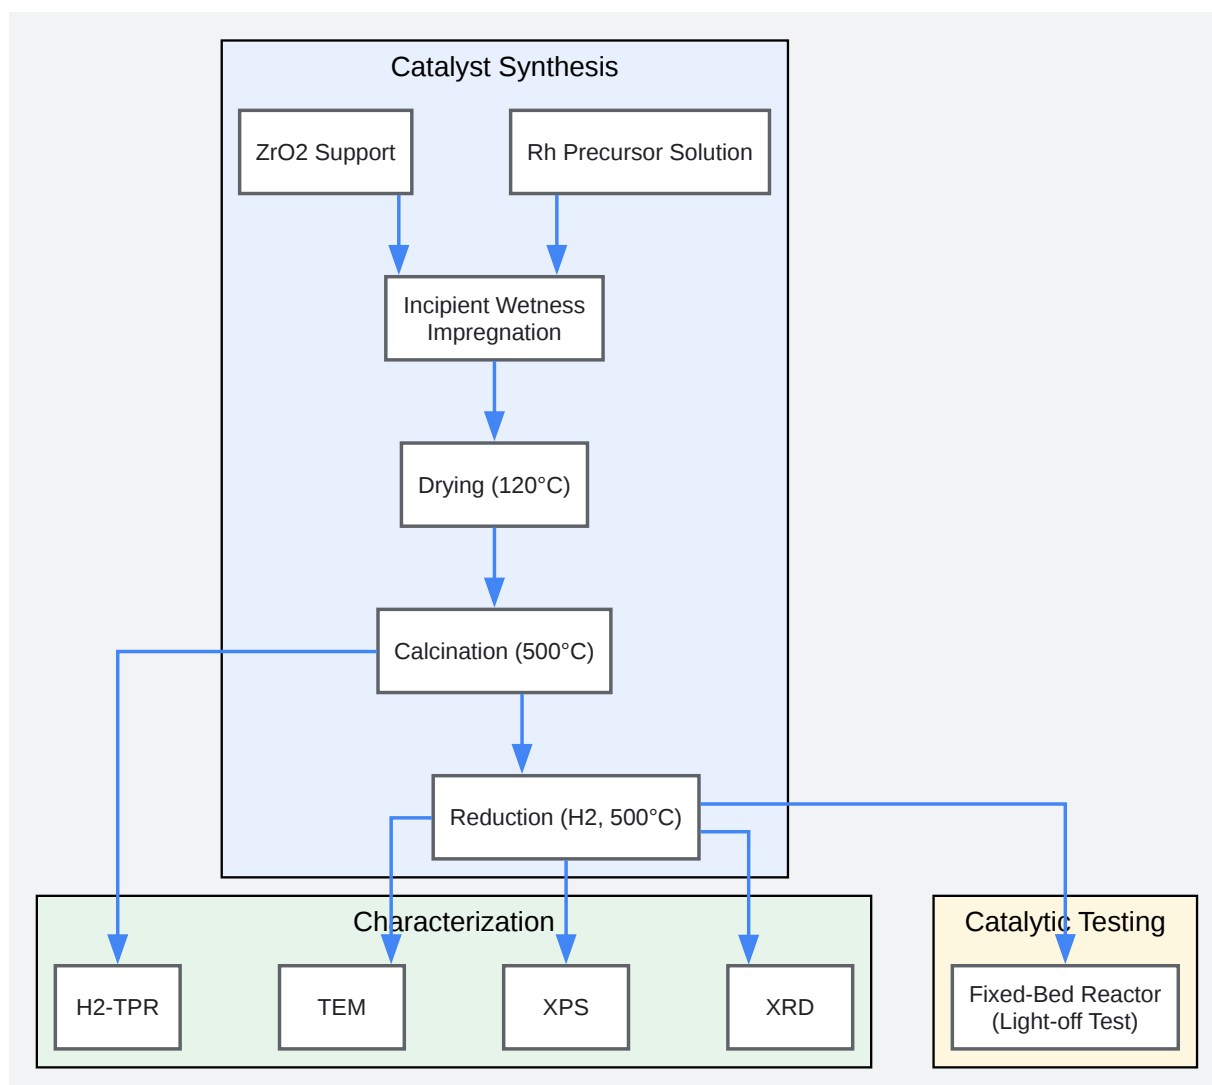 Catalyst Synthesis
ZrO2 Support
Rh Precursor Solution
Incipient Wetness
Impregnation
Drying (120°C)
Calcination (500°C)
Reduction (H2, 500°C)
Characterization
Catalytic Testing
H2-TPR
TEM
XPS
XRD
Fixed-Bed Reactor
(Light-off Test)